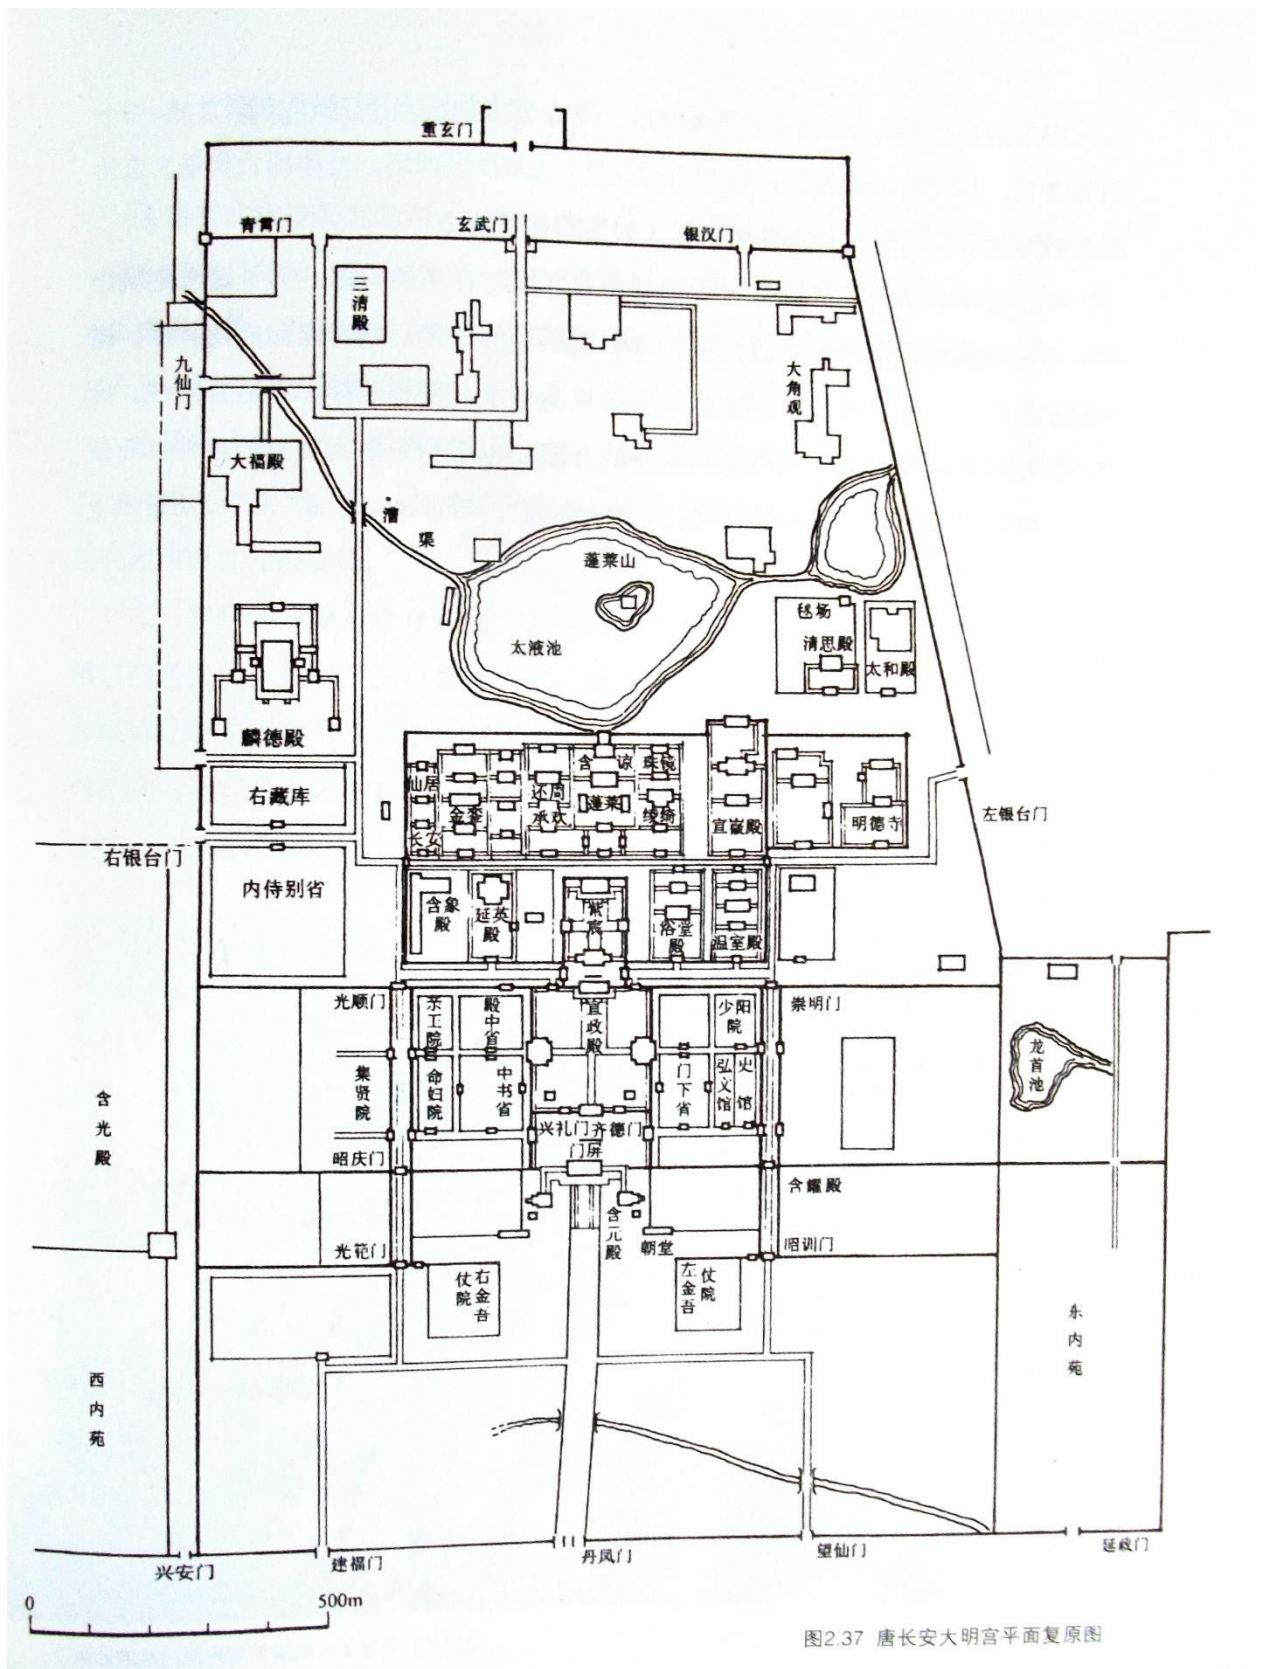 重玄门
青霄门
玄武门
银汉门
三清殿
九仙门
大角观
大福殿
漕
渠
蓬莱山
太液池
毬场
清思殿
太和殿
麟德殿
右藏库
仙居
金銮
长安
还周
承欢
含凉
蓬莱
珠镜
绫绮
宣徽殿
明德寺
左银台门
右银台门
内侍别省
含象殿
延英殿
紫宸
浴堂殿
温室殿
光顺门
亲王院
殿中省
宣政殿
少阳院
崇明门
集贤院
命妇院
中书省
门下省
弘文馆
史馆
龙首池
含光殿
兴礼门
齐德门
门屏
昭庆门
含耀殿
含元殿
朝堂
光范门
昭训门
右金吾仗院
左金吾仗院
东内苑
西内苑
兴安门
建福门
丹凤门
望仙门
延政门
0
500m
图2.37 唐长安大明宫平面复原图